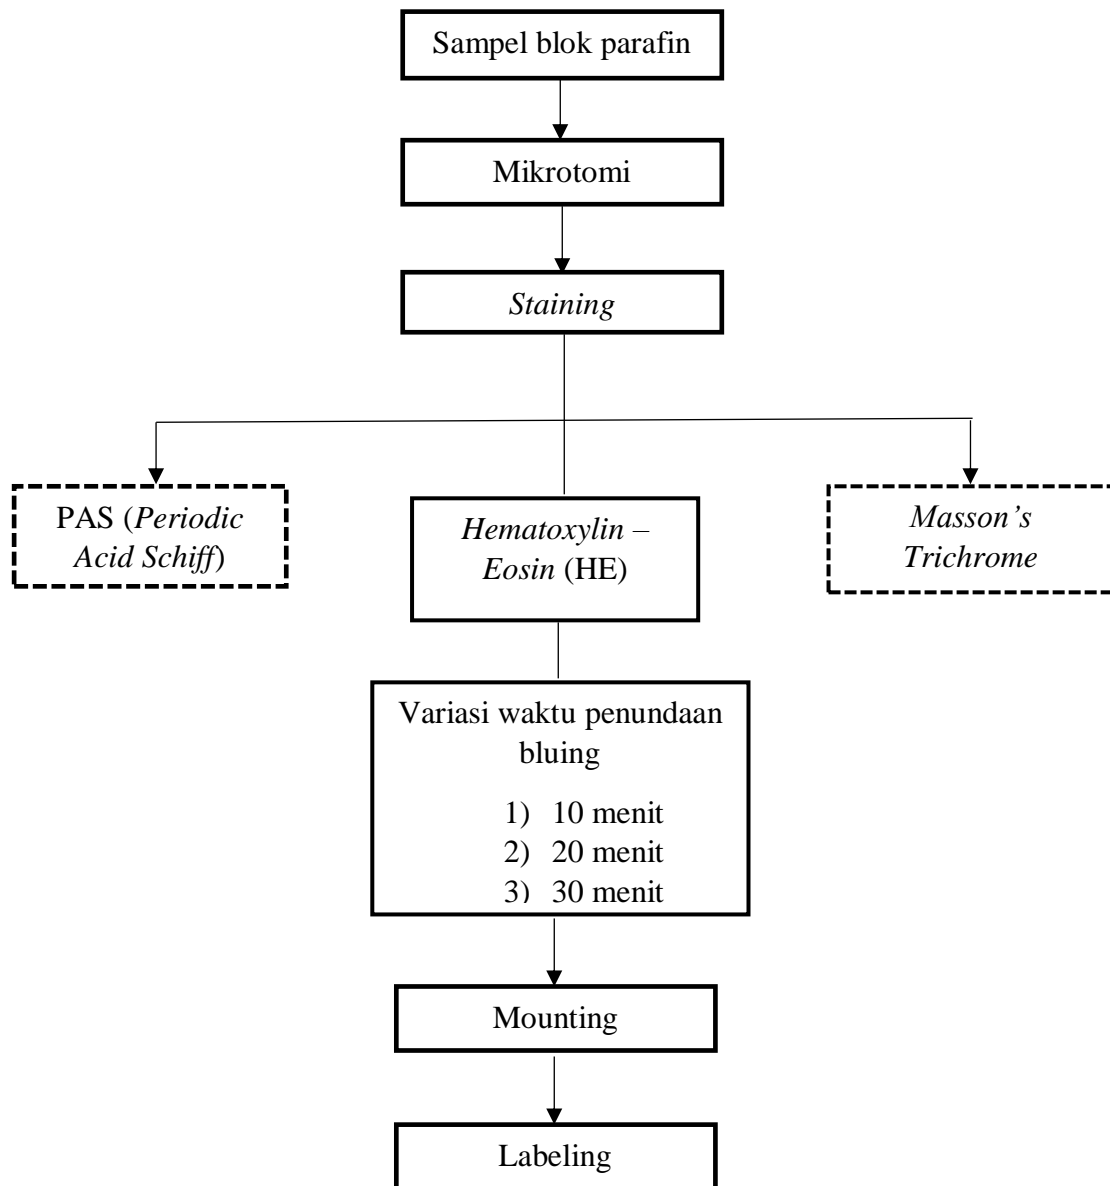 Sampel blok parafin
Mikrotomi
Staining
PAS (Periodic
Acid Schiff)
Hematoxylin –
Eosin (HE)
Masson’s
Trichrome
Variasi waktu penundaan
bluing
1) 10 menit
2) 20 menit
3) 30 menit
Mounting
Labeling